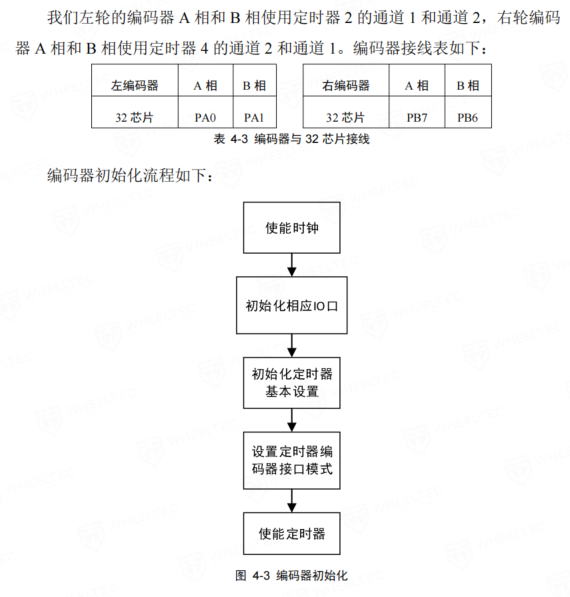 我们左轮的编码器 A 相和 B 相使用定时器 2 的通道 1 和通道 2，右轮编码
器 A 相和 B 相使用定时器 4 的通道 2 和通道 1。编码器接线表如下：
左编码器 A 相 B 相 右编码器 A 相 B 相
32 芯片 PA0 PA1 32 芯片 PB7 PB6
表 4-3 编码器与 32 芯片接线
编码器初始化流程如下：
使能时钟
初始化相应IO口
初始化定时器
基本设置
设置定时器编
码器接口模式
使能定时器
图 4-3 编码器初始化